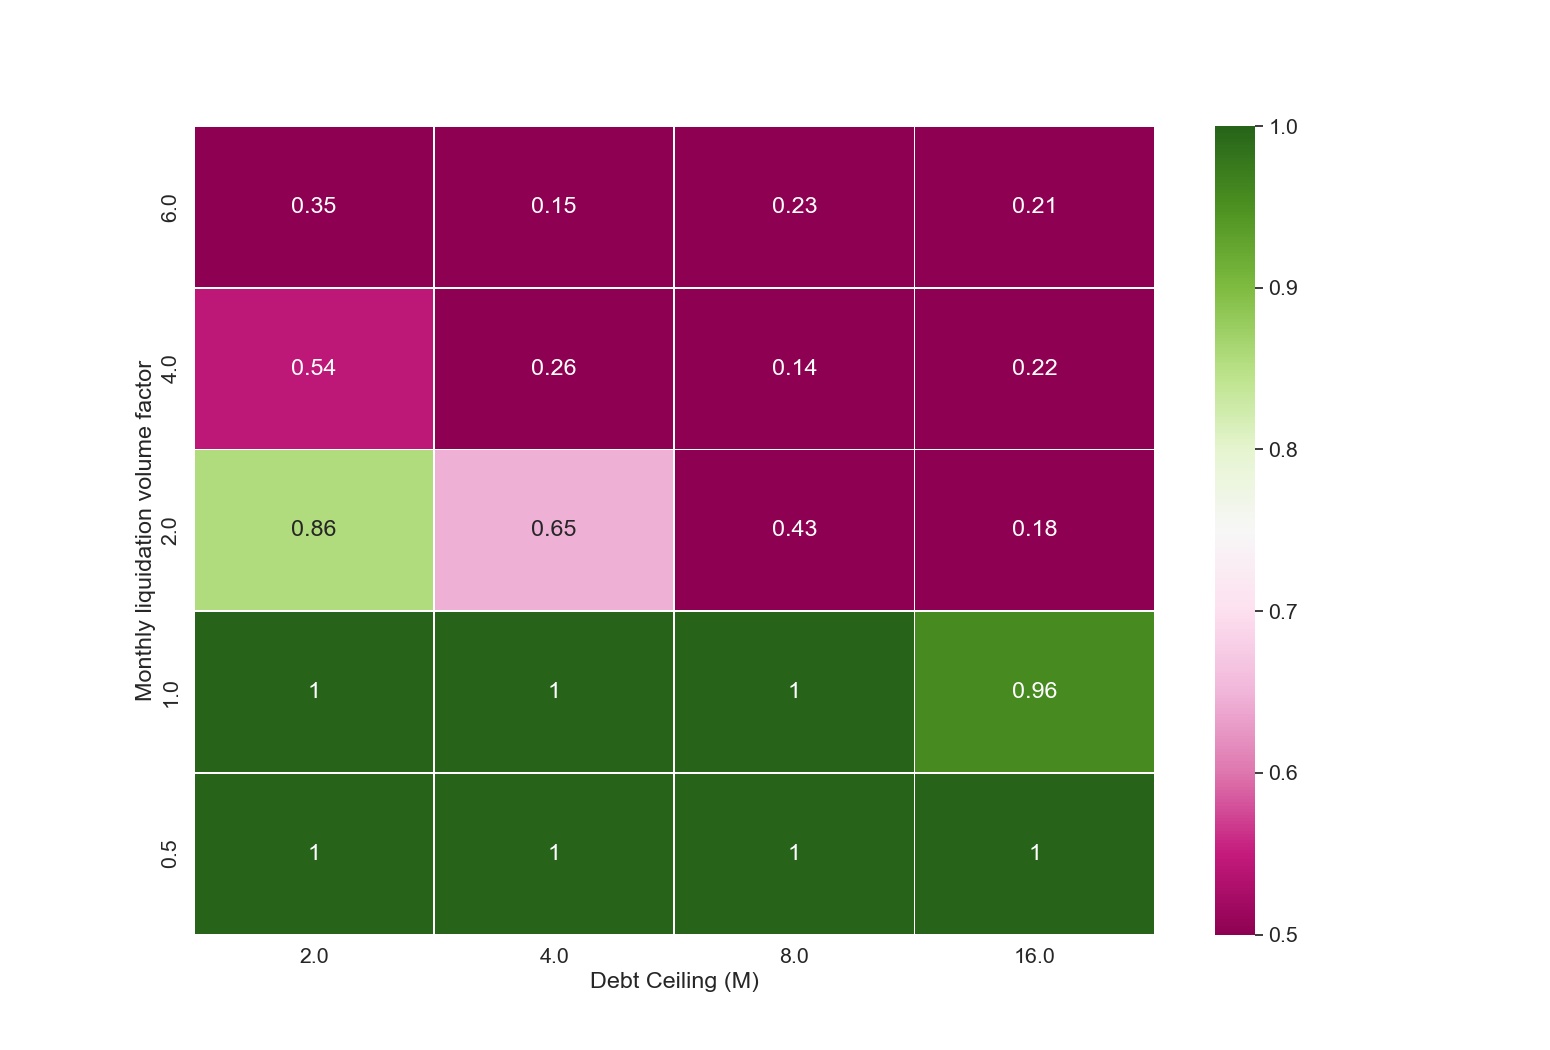 Monthly liquidation volume factor
6.0 0.35 0.15 0.23 0.21
4.0 0.54 0.26 0.14 0.22
2.0 0.86 0.65 0.43 0.18
1.0 1 1 1 0.96
0.5 1 1 1 1
2.0 4.0 8.0 16.0
Debt Ceiling (M)
1.0
0.9
0.8
0.7
0.6
0.5